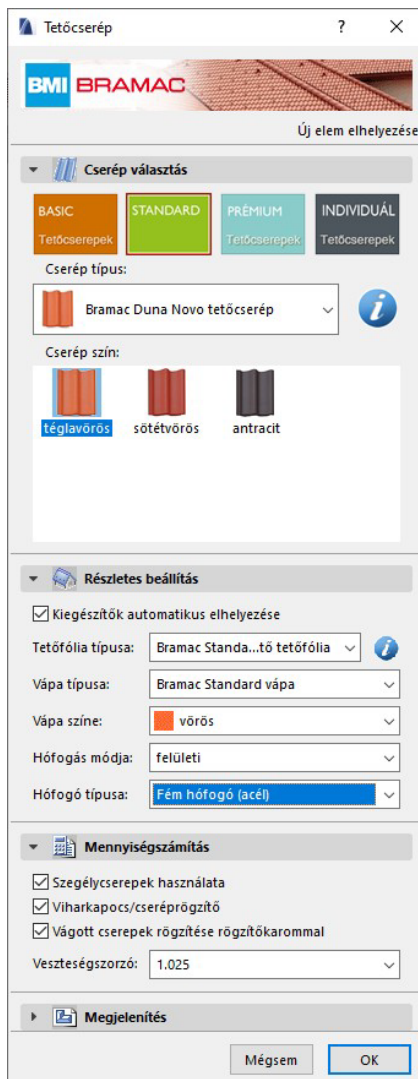 Tetőcserép
?
BMI BRAMAC
Új elem elhelyezése
Cserép választás
BASIC
Tetőcserepek
STANDARD
PRÉMIUM
Tetőcserepek
INDIVIDUÁL
Tetőcserepek
Cserép típus:
Bramac Duna Novo tetőcserép
Cserép szín:
téglavörös sötétvörös antracit
Részletes beállítás
Kiegészítők automatikus elhelyezése
Tetőfólia típusa: Bramac Standa...tő tetőfólia
Vápa típusa: Bramac Standard vápa
Vápa színe: vörös
Hófogás módja: felületi
Hófogó típusa: Fém hófogó (acél)
Mennyiségszámítás
Szegélycserepek használata
Viharkapocs/cseréprögzítő
Vágott cserepek rögzítése rögzítőkarommal
Veszteségszorzó: 1.025
Megjelenítés
Mégsem OK